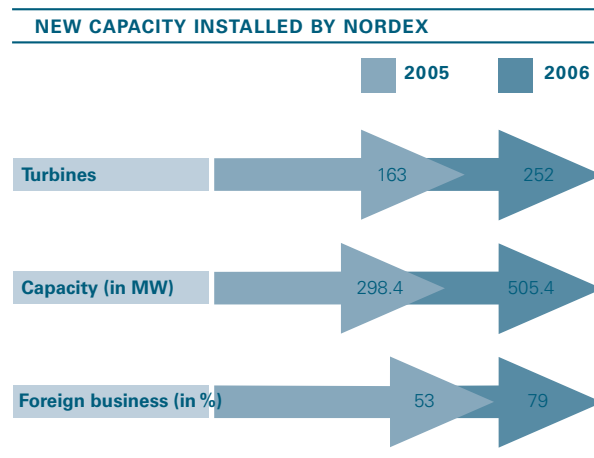 NEW CAPACITY INSTALLED BY NORDEX
2005 2006
Turbines 163 252
Capacity (in MW) 298.4 505.4
Foreign business (in %) 53 79